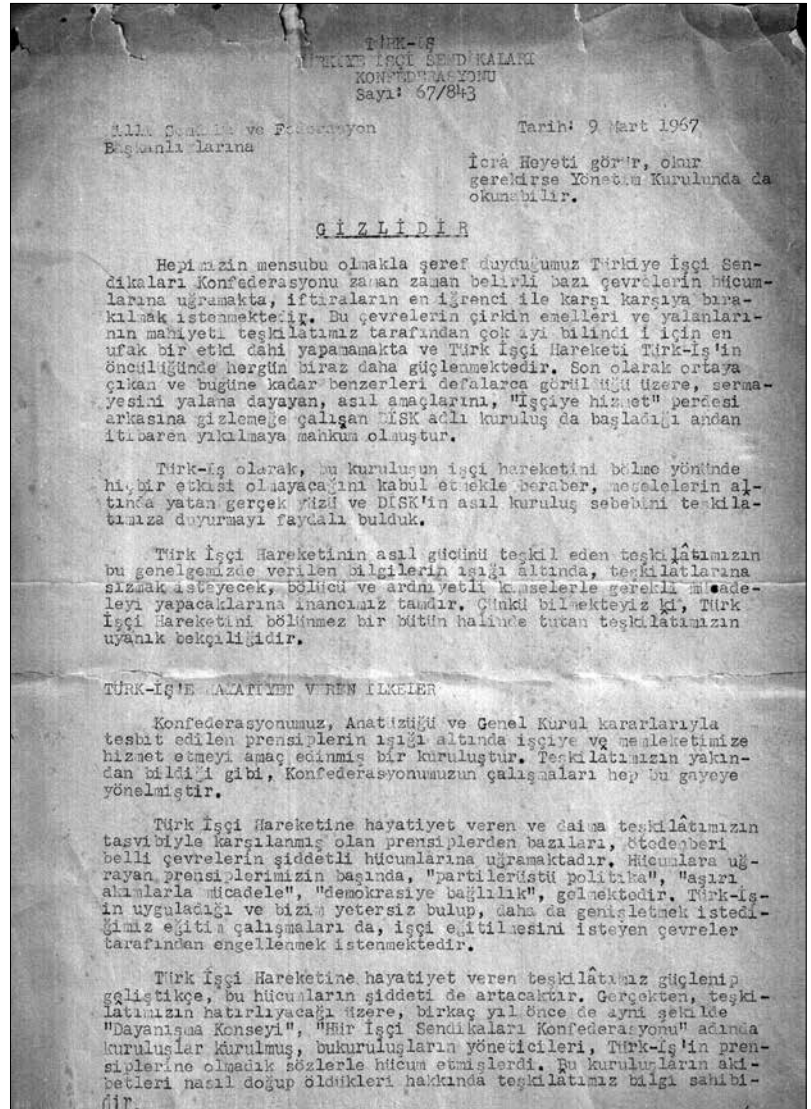 TÜRK-İŞ
TÜRKİYE İŞÇİ SENDİKALARI
KONFEDERASYONU
Sayı: 67/843
Milli Sendika ve Federasyon
Başkanlıklarına
Tarih: 9 Mart 1967
İcrâ Heyeti görür, okur
gerekirse Yönetim Kurulunda da
okunabilir.
GİZLİDİR
Hepimizin mensubu olmakla şeref duyduğumuz Türkiye İşçi Sen-
dikaları Konfederasyonu zaman zaman belirli bazı çevrelerin hücum-
larına uğramakta, iftiraların en iğrenci ile karşı karşıya bıra-
kılmak istenmektedir. Bu çevrelerin çirkin emelleri ve yalanları-
nın mahiyeti teşkilatımız tarafından çok iyi bilindiği için en
ufak bir etki dahi yapamamakta ve Türk İşçi Hareketi Türk-İş'in
öncülüğünde hergün biraz daha güçlenmektedir. Son olarak ortaya
çıkan ve bugüne kadar benzerleri defalarca görüldüğü üzere, serma-
yesini yalana dayayan, asıl amaçlarını, "İşçiye hizmet" perdesi
arkasına gizlemeğe çalışan DİSK adlı kuruluş da başladığı andan
itibaren yıkılmaya mahkum olmuştur.
Türk-İş olarak, bu kuruluşun işçi hareketini bölme yönünde
hiçbir etkisi olmayacağını kabul etmekle beraber, meselelerin al-
tında yatan gerçek yüzü ve DİSK'in asıl kuruluş sebebini teşkila-
tımıza duyurmayı faydalı bulduk.
Türk İşçi Hareketinin asıl gücünü teşkil eden teşkilâtımızın
bu genelgemizde verilen bilgilerin ışığı altında, teşkilatlarına
sızmak isteyecek, bölücü ve ardniyetli kimselerle gerekli mücade-
leyi yapacaklarına inancımız tamdır. Çünkü bilmekteyiz ki, Türk
İşçi Hareketini bölünmez bir bütün halinde tutan teşkilatımızın
uyanık bekçiliğidir.
TÜRK-İŞ'E HAYATİYET VEREN İLKELER
Konfederasyonumuz, Anatüzüğü ve Genel Kurul kararlarıyla
tesbit edilen prensiplerin ışığı altında işçiye ve memleketimize
hizmet etmeyi amaç edinmiş bir kuruluştur. Teşkilatımızın yakın-
dan bildiği gibi, Konfederasyonumuzun çalışmaları hep bu gayeye
yönelmiştir.
Türk İşçi Hareketine hayatiyet veren ve daima teşkilâtımızın
tasvibiyle karşılanmış olan prensiplerden bazıları, ötedenberi
belli çevrelerin şiddetli hücumlarına uğramaktadır. Hücumlara uğ-
rayan prensiplerimizin başında, "partilerüstü politika", "aşırı
akımlarla mücadele", "demokrasiye bağlılık", gelmektedir. Türk-İş-
in uyguladığı ve bizim yetersiz bulup, daha da genişletmek istedi-
ğimiz eğitim çalışmaları da, işçi eğitilmesini isteyen çevreler
tarafından engellenmek istenmektedir.
Türk İşçi Hareketine hayatiyet veren teşkilâtımız güçlenip
geliştikçe, bu hücumların şiddeti de artacaktır. Gerçekten, teşki-
latımızın hatırlıyacağı üzere, birkaç yıl önce de ayni şekilde
"Dayanışma Konseyi", "Hür İşçi Sendikaları Konfederasyonu" adında
kuruluşlar kurulmuş, bukuruluşların yöneticileri, Türk-İş'in pren-
siplerine olmadık sözlerle hücum etmişlerdi. Bu kuruluşların aki-
betleri nasıl doğup öldükleri hakkında teşkilatımız bilgi sahibi-
dir.